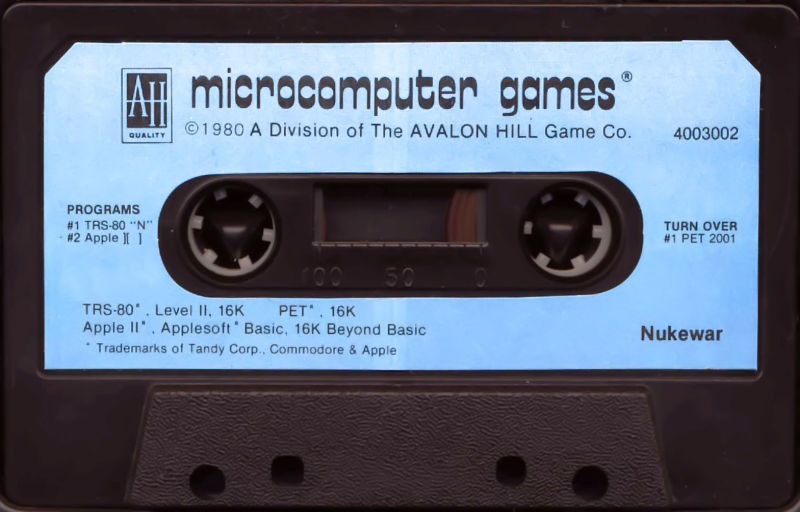 AH
QUALITY
microcomputer games®
©1980 A Division of The AVALON HILL Game Co.
4003002
PROGRAMS
#1 TRS-80 "N"
#2 Apple ][ ]
TURN OVER
#1 PET 2001
100 50 0
TRS-80*, Level II, 16K PET*, 16K
Apple II*, Applesoft* Basic, 16K Beyond Basic
* Trademarks of Tandy Corp., Commodore & Apple
Nukewar